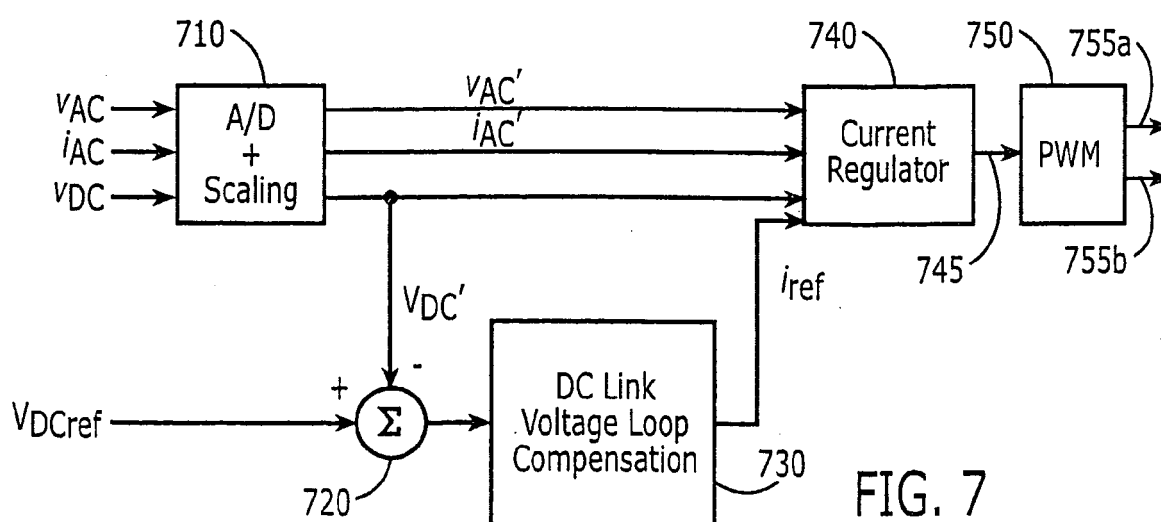 710
740
750
755a
vAC
iAC
vDC
A/D
+
Scaling
vAC'
iAC'
Current
Regulator
PWM
745
755b
VDC'
iref
+
-
VDCref
Σ
720
DC Link
Voltage Loop
Compensation
730
FIG. 7